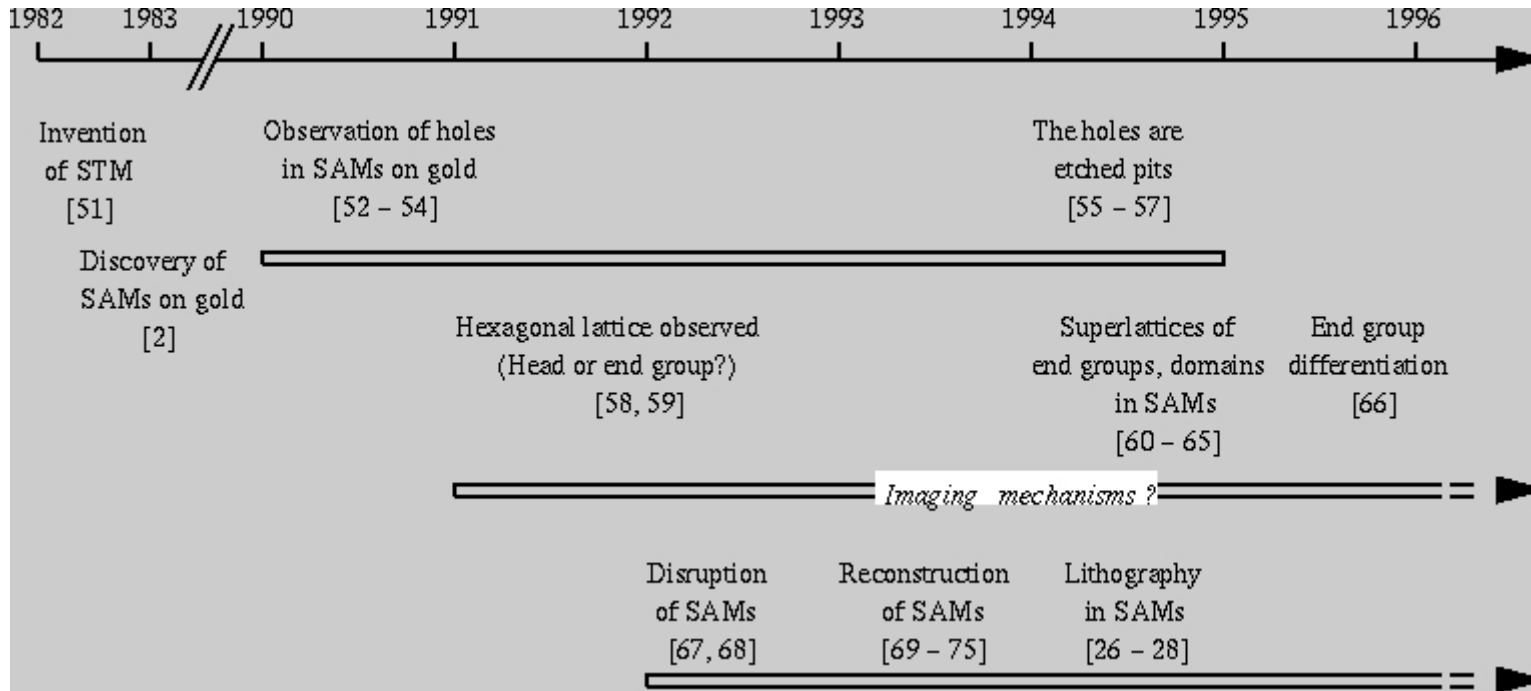 1982 1983 1990 1991 1992 1993 1994 1995 1996
Invention
of STM
[51]
Observation of holes
in SAMs on gold
[52 – 54]
The holes are
etched pits
[55 – 57]
Discovery of
SAMs on gold
[2]
Hexagonal lattice observed
(Head or end group?)
[58, 59]
Superlattices of
end groups, domains
in SAMs
[60 – 65]
End group
differentiation
[66]
Imaging mechanisms ?
Disruption
of SAMs
[67, 68]
Reconstruction
of SAMs
[69 – 75]
Lithography
in SAMs
[26 – 28]